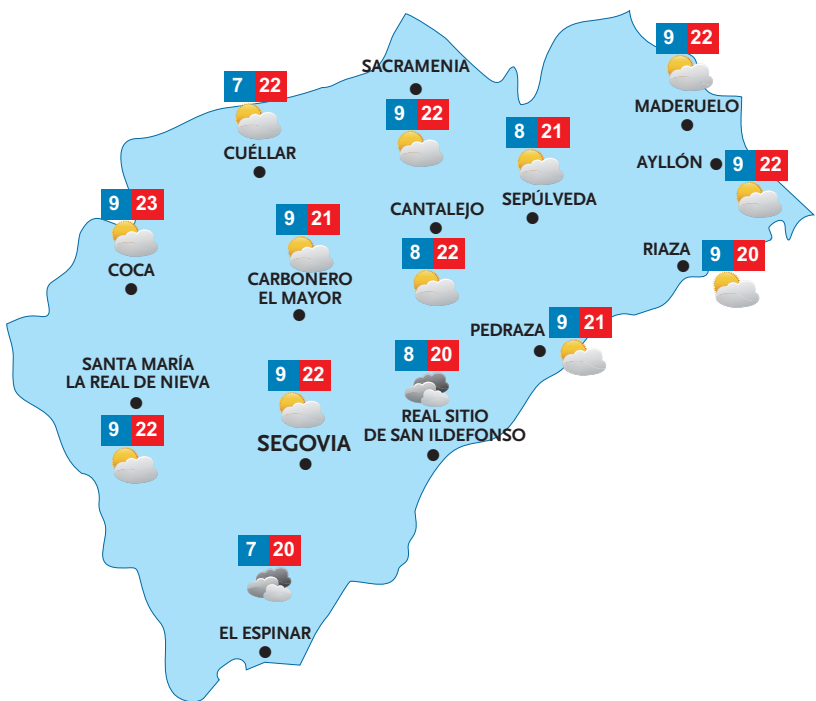 9 22
MADERUELO
SACRAMENIA
9 22
7 22
CUÉLLAR
8 21
SEPÚLVEDA
AYLLÓN
9 22
9 23
COCA
9 21
CARBONERO
EL MAYOR
CANTALEJO
8 22
RIAZA
9 20
PEDRAZA
9 21
SANTA MARÍA
LA REAL DE NIEVA
9 22
9 22
SEGOVIA
8 20
REAL SITIO
DE SAN ILDEFONSO
7 20
EL ESPINAR